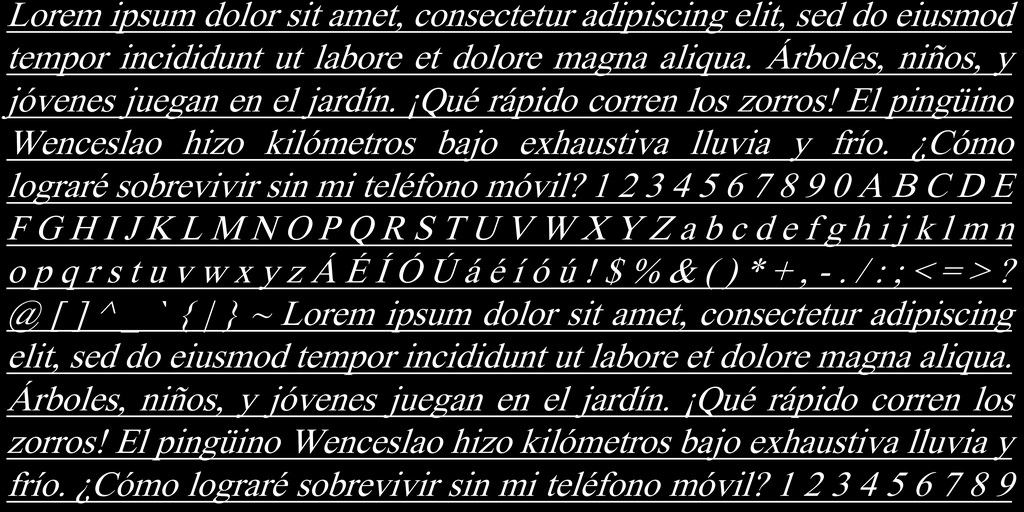 Lorem ipsum dolor sit amet, consectetur adipiscing elit, sed do eiusmod
tempor incididunt ut labore et dolore magna aliqua. Árboles, niños, y
jóvenes juegan en el jardín. ¡Qué rápido corren los zorros! El pingüino
Wenceslao hizo kilómetros bajo exhaustiva lluvia y frío. ¿Cómo
lograré sobrevivir sin mi teléfono móvil? 1 2 3 4 5 6 7 8 9 0 A B C D E
F G H I J K L M N O P Q R S T U V W X Y Z a b c d e f g h i j k l m n
o p q r s t u v w x y z Á É Í Ó Ú á é í ó ú ! $ % & ( ) * + , - . / : ; < = > ?
@ [ ] ^ _ ` { | } ~ Lorem ipsum dolor sit amet, consectetur adipiscing
elit, sed do eiusmod tempor incididunt ut labore et dolore magna aliqua.
Árboles, niños, y jóvenes juegan en el jardín. ¡Qué rápido corren los
zorros! El pingüino Wenceslao hizo kilómetros bajo exhaustiva lluvia y
frío. ¿Cómo lograré sobrevivir sin mi teléfono móvil? 1 2 3 4 5 6 7 8 9